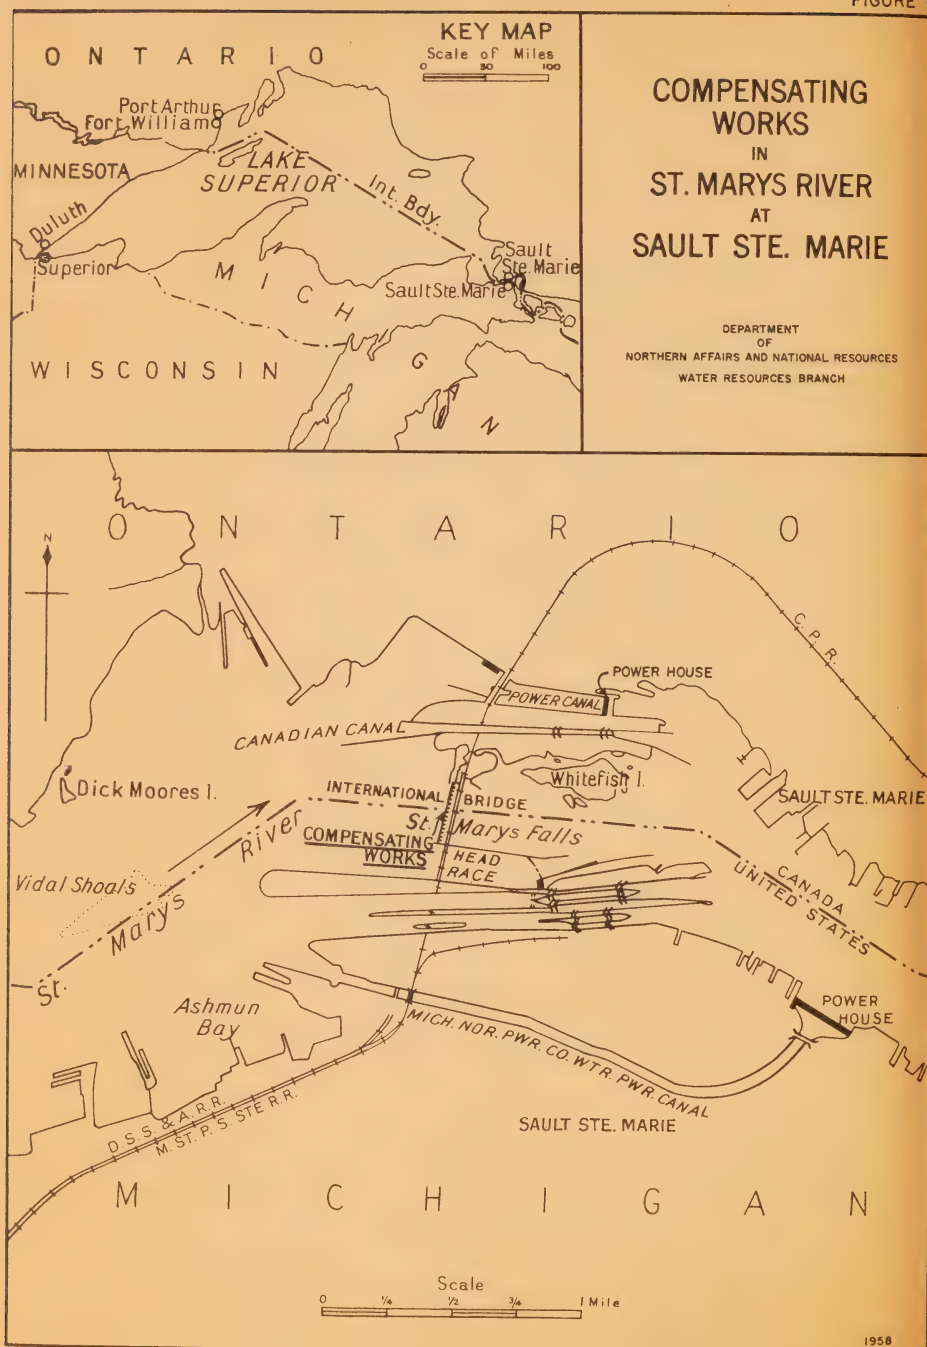 FIGURE
KEY MAP
Scale of Miles
0 50 100
ONTARIO
Port Arthur
Fort William
MINNESOTA
LAKE
SUPERIOR
Int. Bdy.
Duluth
Superior
Sault
Ste. Marie
Sault Ste. Marie
MICHIGAN
WISCONSIN
COMPENSATING
WORKS
IN
ST. MARYS RIVER
AT
SAULT STE. MARIE
DEPARTMENT
OF
NORTHERN AFFAIRS AND NATIONAL RESOURCES
WATER RESOURCES BRANCH
ONTARIO
N
C. P. R.
POWER HOUSE
POWER CANAL
CANADIAN CANAL
Whitefish I.
Dick Moores I.
INTERNATIONAL BRIDGE
SAULT STE. MARIE
St. Marys Falls
COMPENSATING
WORKS
HEAD
RACE
Vidal Shoals
St. Marys River
CANADA
UNITED STATES
Ashmun
Bay
POWER
HOUSE
MICH. NOR. PWR. CO. WTR. PWR. CANAL
D.S.S. & A.R.R.
M. ST. P. S. STE R.R.
SAULT STE. MARIE
MICHIGAN
Scale
0 1/4 1/2 3/4 1 Mile
1958